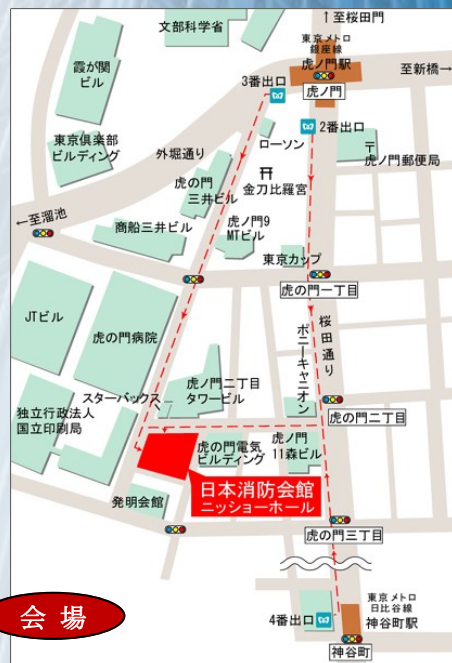 ↑至桜田門
文部科学省
東京メトロ
銀座線
虎ノ門駅
霞が関
ビル
至新橋→
3番出口
虎ノ門
2番出口
東京倶楽部
ビルディング
外堀通り
ローソン
〒
虎ノ門郵便局
虎の門
三井ビル
金刀比羅宮
←至溜池
商船三井ビル
虎ノ門9
MTビル
東京カップ
虎の門一丁目
JTビル
虎の門病院
桜田通り
ポニーキャニオン
スターバックス
虎ノ門二丁目
タワービル
虎の門二丁目
独立行政法人
国立印刷局
虎の門電気
ビルディング
虎ノ門
11森ビル
日本消防会館
ニッショーホール
発明会館
虎の門三丁目
会場
東京メトロ
日比谷線
神谷町駅
4番出口
神谷町